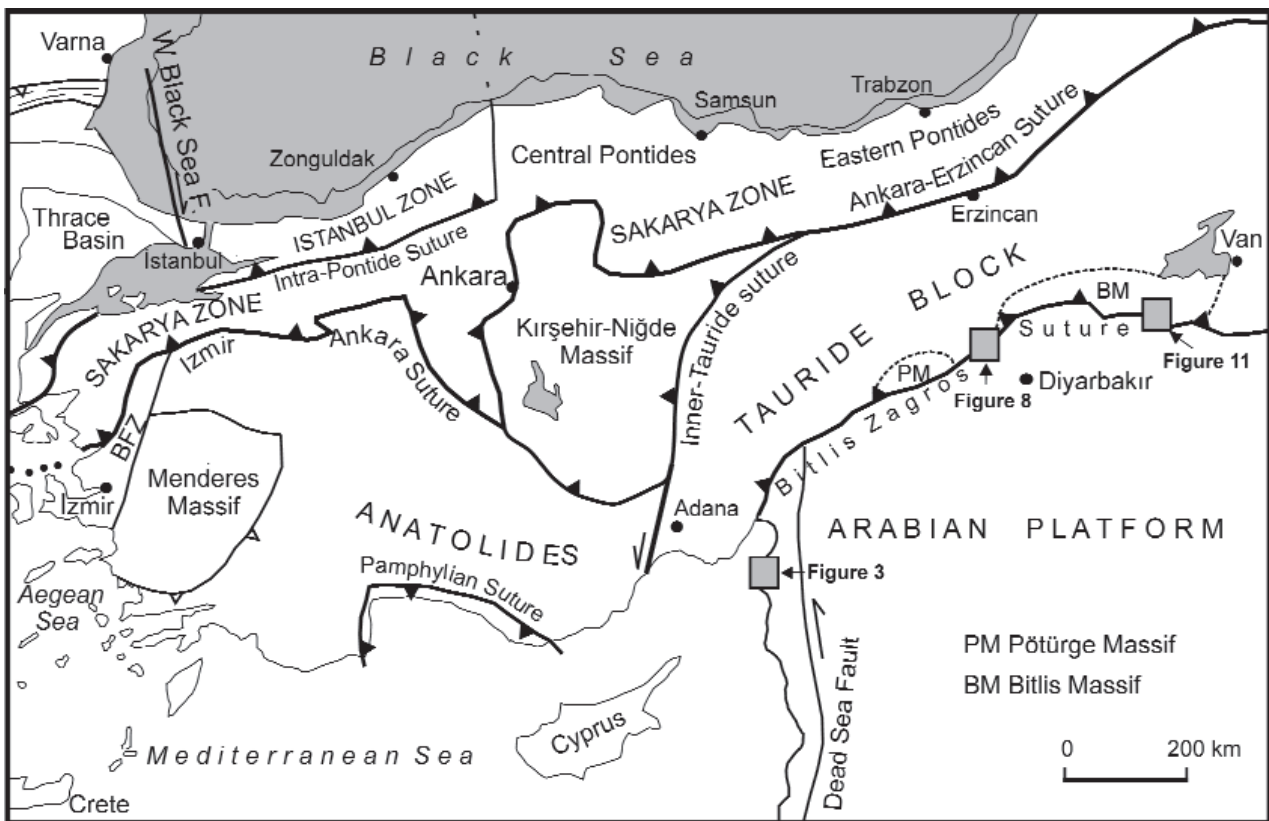 Varna
W. Black Sea F.
Black Sea
Trabzon
Samsun
Zonguldak
Central Pontides
Eastern Pontides
Ankara-Erzincan Suture
ISTANBUL ZONE
SAKARYA ZONE
Erzincan
Thrace
Basin
İstanbul
Intra-Pontide Suture
Ankara
Van
SAKARYA ZONE
Izmir
Ankara Suture
Kırşehir-Niğde
Massif
Inner-Tauride suture
TAURIDE BLOCK
BM
Suture
Figure 11
PM
Figure 8
Diyarbakır
Bitlis Zagros
BFZ
Menderes
Massif
Izmir
Adana
ANATOLIDES
ARABIAN PLATFORM
Pamphylian Suture
Figure 3
Aegean
Sea
Dead Sea Fault
PM Pötürge Massif
BM Bitlis Massif
Cyprus
Mediterranean Sea
0 200 km
Crete